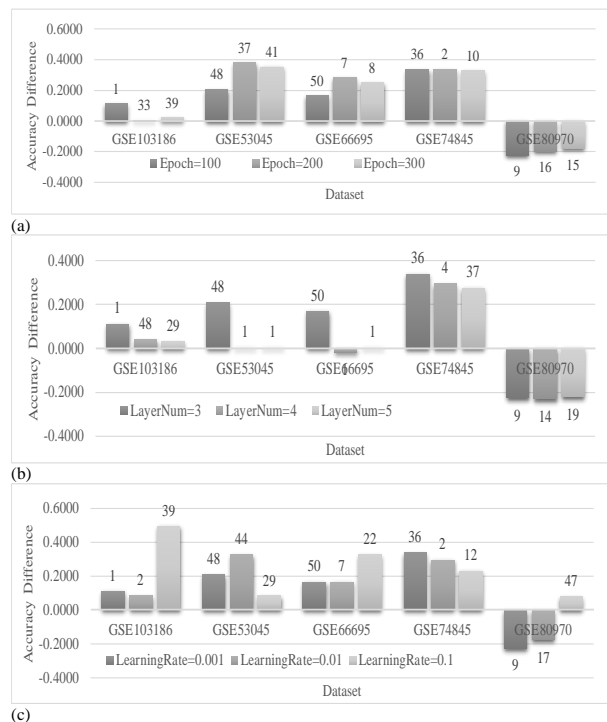 0.6000
0.4000
0.2000
0.0000
-0.2000
-0.4000
Accuracy Difference
1 33 39 48 37 41 50 7 8 36 2 10
GSE103186 GSE53045 GSE66695 GSE74845 GSE80970
Epoch=100 Epoch=200 Epoch=300
9 16 15
Dataset
(a)
0.4000
0.2000
0.0000
-0.2000
-0.4000
Accuracy Difference
1 48 29 48 1 1 50 1 1 36 4 37
GSE103186 GSE53045 GSE66695 GSE74845 GSE80970
LayerNum=3 LayerNum=4 LayerNum=5
9 14 19
Dataset
(b)
0.6000
0.4000
0.2000
0.0000
-0.2000
-0.4000
Accuracy Difference
1 2 39 48 44 29 50 7 22 36 2 12 47
GSE103186 GSE53045 GSE66695 GSE74845 GSE80970
LearningRate=0.001 LearningRate=0.01 LearningRate=0.1
9 17
Dataset
(c)